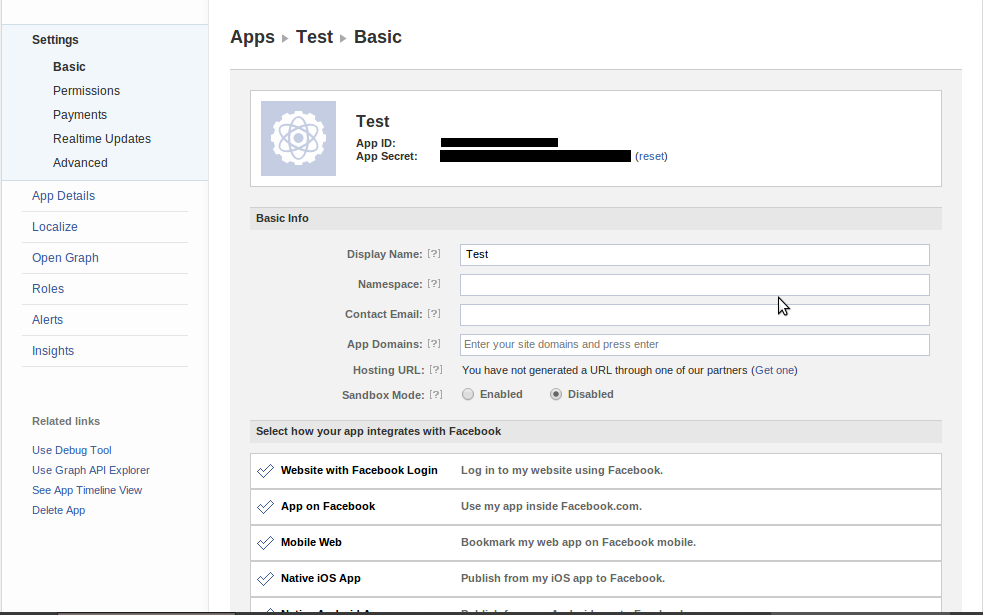 Settings
Basic
Permissions
Payments
Realtime Updates
Advanced
App Details
Localize
Open Graph
Roles
Alerts
Insights
Related links
Use Debug Tool
Use Graph API Explorer
See App Timeline View
Delete App
Apps ▸ Test ▸ Basic
Test
App ID:
App Secret: (reset)
Basic Info
Display Name: [?] Test
Namespace: [?]
Contact Email: [?]
App Domains: [?] Enter your site domains and press enter
Hosting URL: [?] You have not generated a URL through one of our partners (Get one)
Sandbox Mode: [?] Enabled Disabled
Select how your app integrates with Facebook
Website with Facebook Login Log in to my website using Facebook.
App on Facebook Use my app inside Facebook.com.
Mobile Web Bookmark my web app on Facebook mobile.
Native iOS App Publish from my iOS app to Facebook.